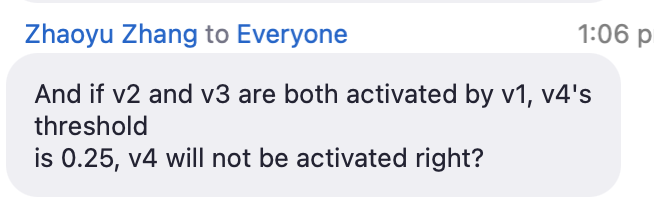 Zhaoyu Zhang to Everyone 1:06 p
And if v2 and v3 are both activated by v1, v4's
threshold
is 0.25, v4 will not be activated right?